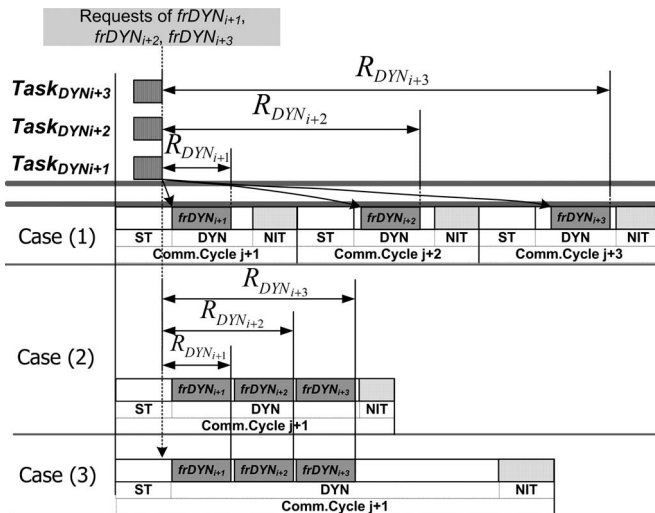 Requests of frDYNi+1,
frDYNi+2, frDYNi+3
TaskDYNi+3
RDYNi+3
TaskDYNi+2
RDYNi+2
TaskDYNi+1
RDYNi+1
Case (1)
frDYNi+1 frDYNi+2 frDYNi+3
ST DYN NIT ST DYN NIT ST DYN NIT
Comm.Cycle j+1 Comm.Cycle j+2 Comm.Cycle j+3
RDYNi+3
RDYNi+2
Case (2)
RDYNi+1
frDYNi+1 frDYNi+2 frDYNi+3
ST DYN NIT
Comm.Cycle j+1
Case (3)
frDYNi+1 frDYNi+2 frDYNi+3
ST DYN NIT
Comm.Cycle j+1